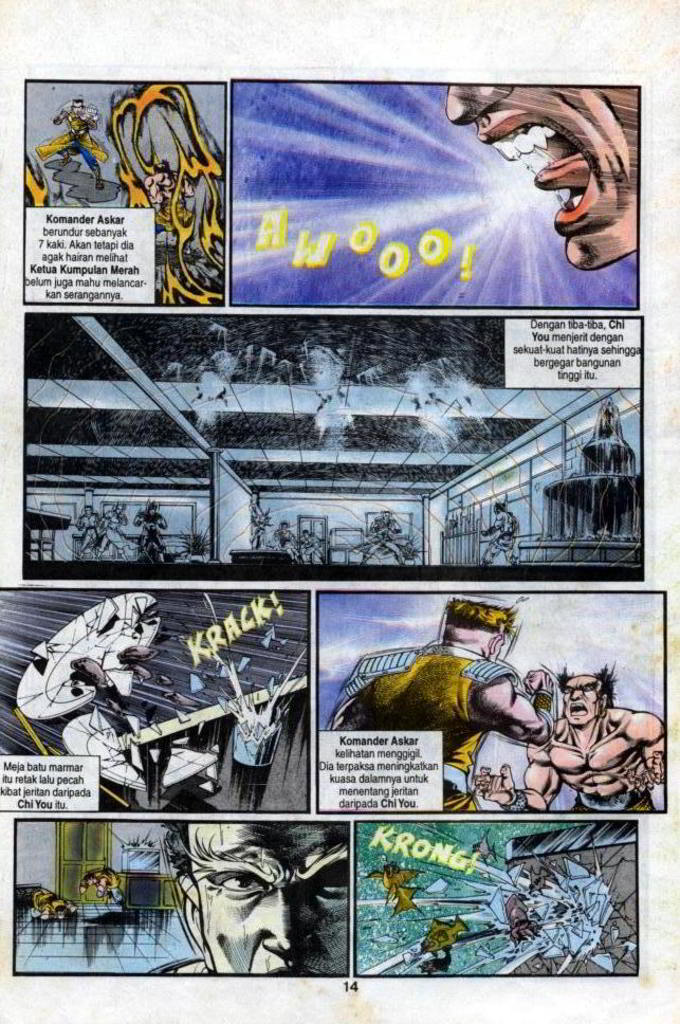 Komander Askar
berundur sebanyak
7 kaki. Akan tetapi dia
agak hairan melihat
Ketua Kumpulan Merah
belum juga mahu melancar-
kan serangannya.
AWOOO!
Dengan tiba-tiba, Chi
You menjerit dengan
sekuat-kuat hatinya sehingga
bergegar bangunan
tinggi itu.
KRACK!
Meja batu marmar
itu retak lalu pecah
kibat jeritan daripada
Chi You itu.
Komander Askar
kelihatan menggigil.
Dia terpaksa meningkatkan
kuasa dalamnya untuk
menentang jeritan
daripada Chi You.
KRONG!
14